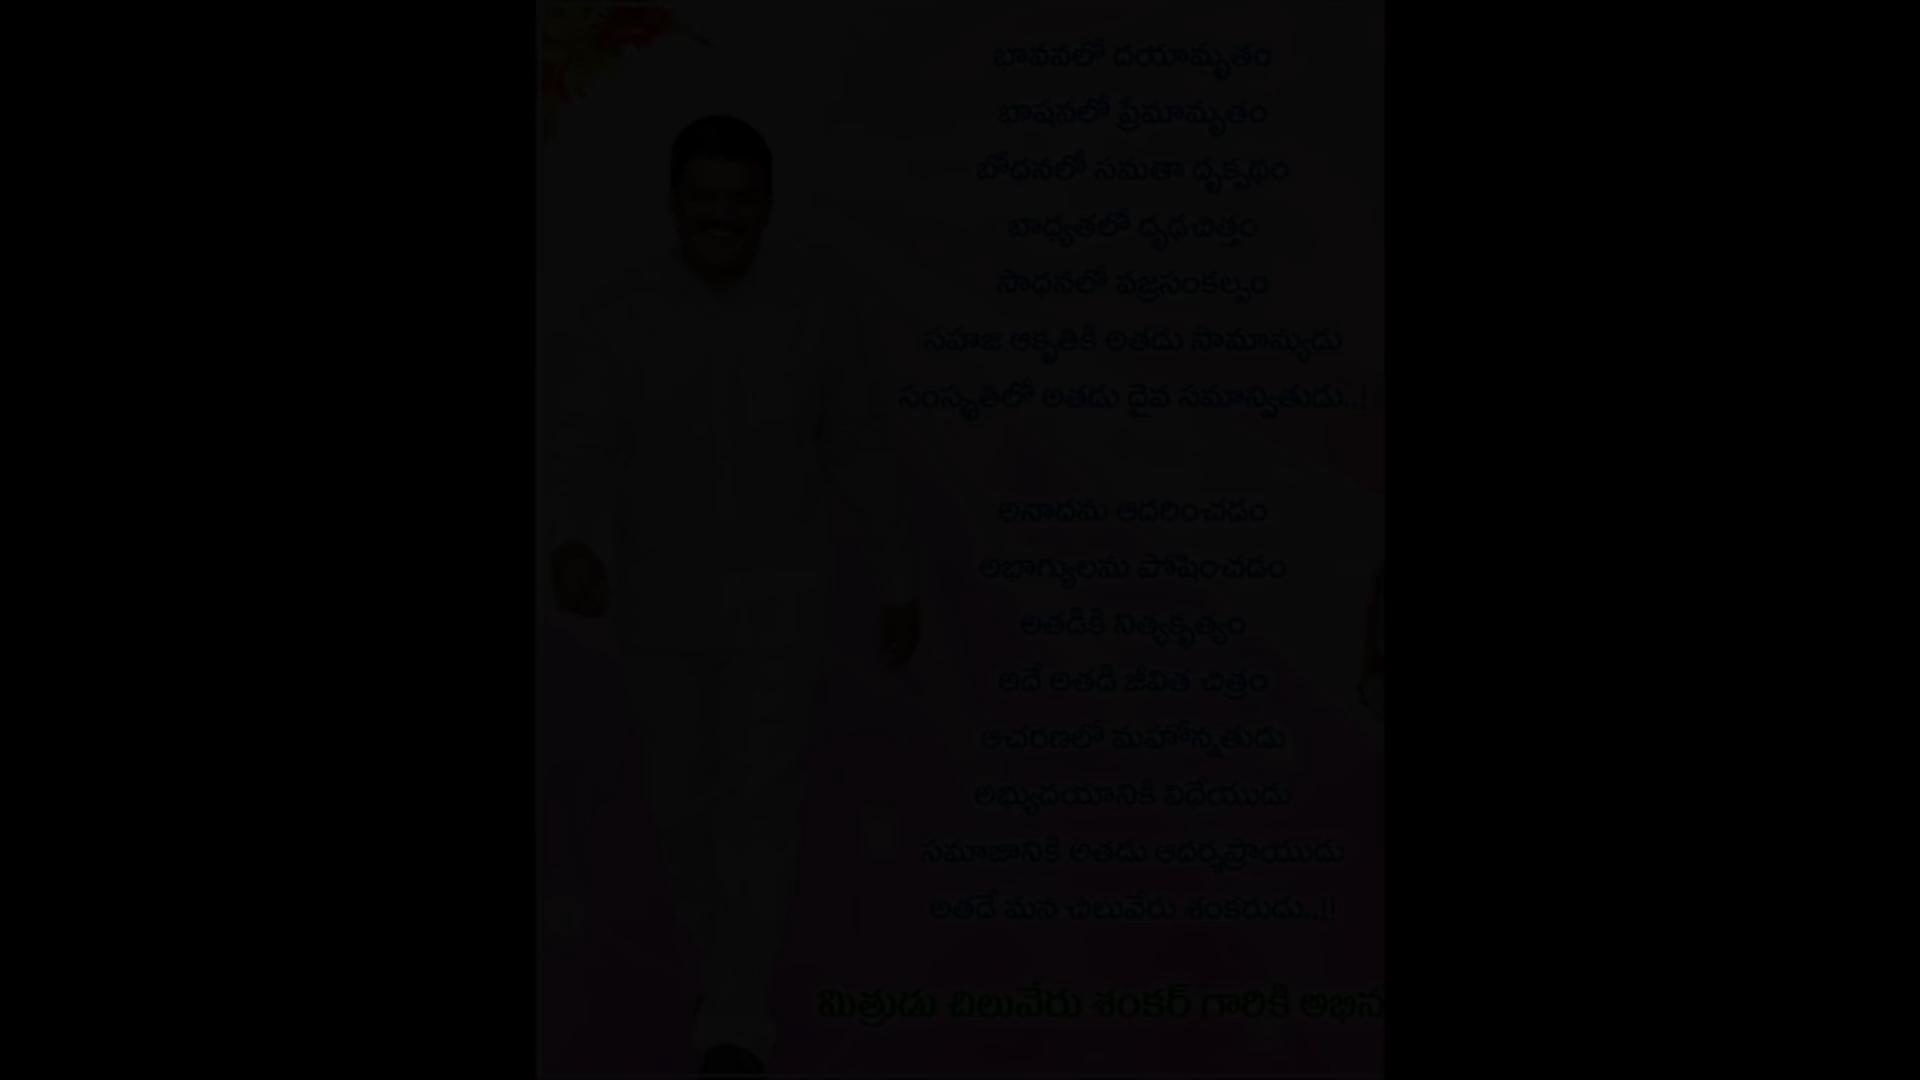 భావనలో దయామృతం
భాషనలో ప్రేమామృతం
బోధనలో సమతా దృక్పథం
బాధ్యతలో దృఢచిత్తం
సాధనలో వజ్రసంకల్పం
సహజ ఆకృతికి అతడు సామాన్యుడు
సంస్కృతిలో అతడు దైవ సమాన్వితుడు..!
అనాదను ఆదరించడం
అభాగ్యులను పోషించడం
అతడికి నిత్యకృత్యం
అదే అతడి జీవిత చిత్రం
ఆచరణలో మహోన్నతుడు
అభ్యుదయానికి విధేయుడు
సమాజానికి అతడు ఆదర్శప్రాయుడు
అతడే మన చిలువేరు శంకరుడు..!!
మిత్రుడు చిలువేరు శంకర్ గారికి